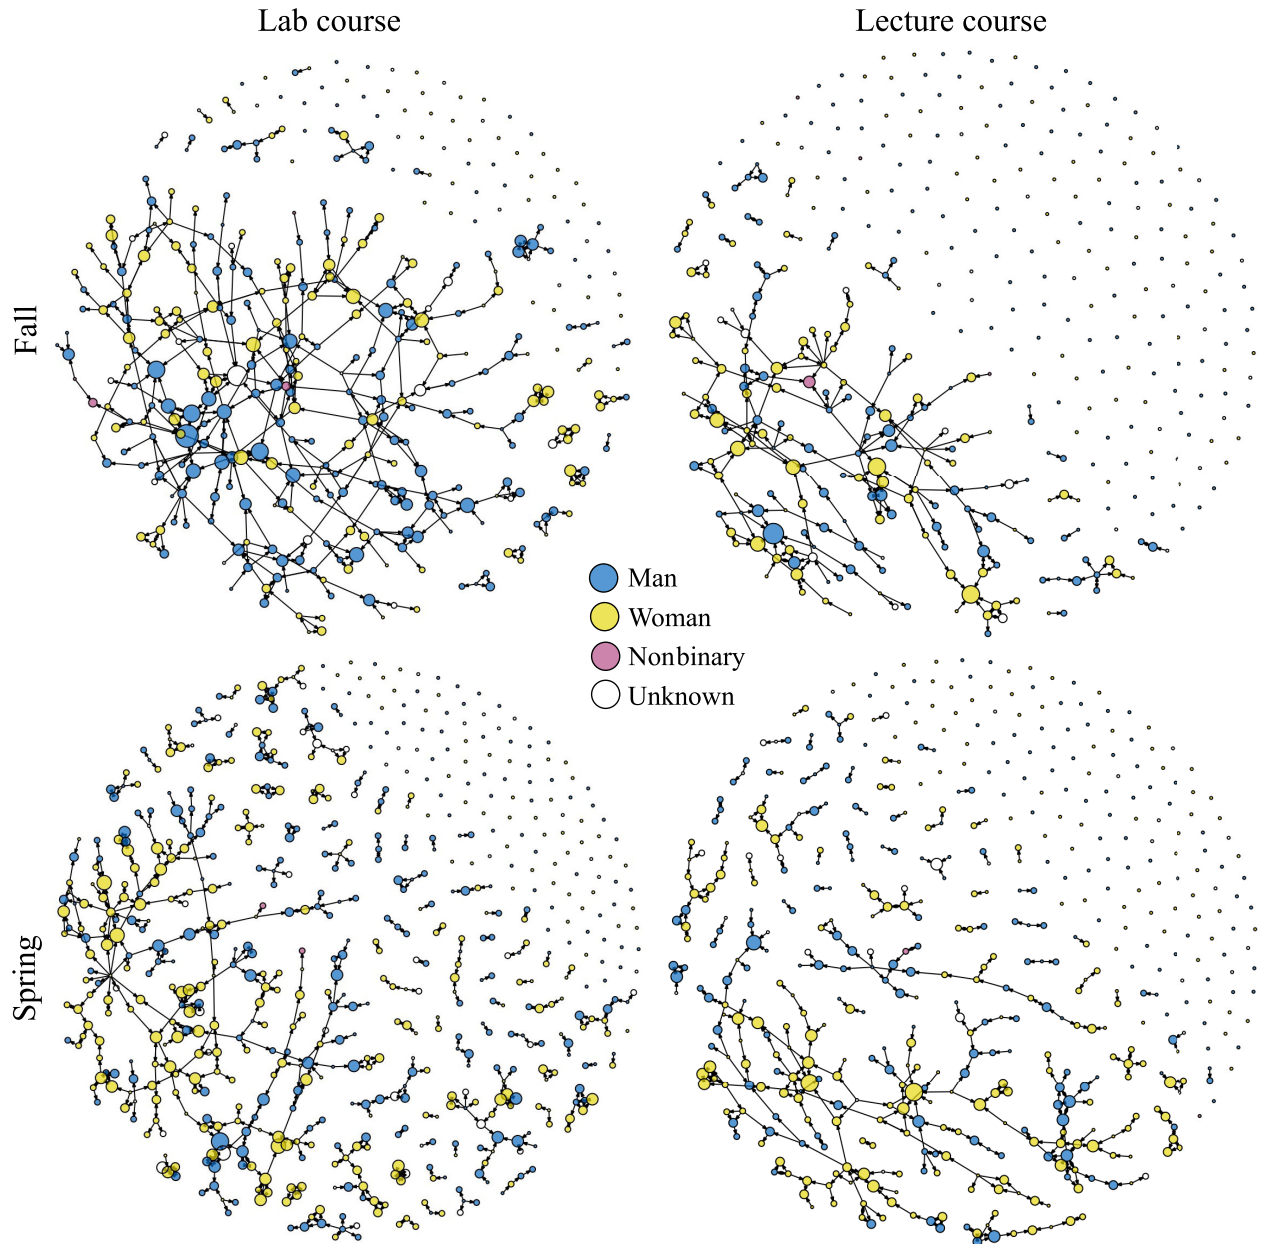 Lab course
Lecture course
Fall
Man
Woman
Nonbinary
Unknown
Spring